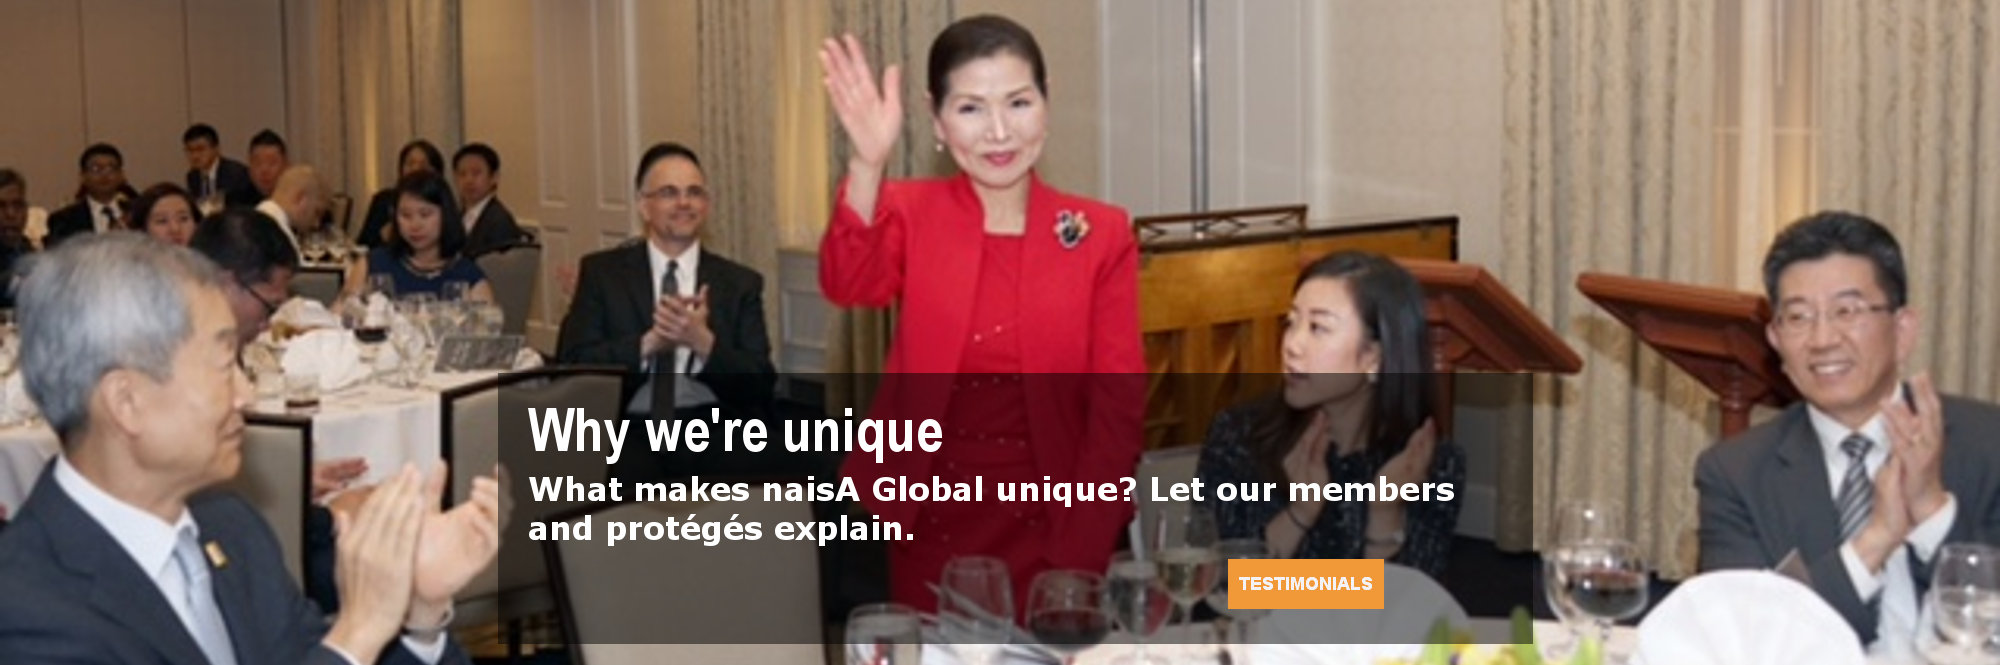 Why we're unique
What makes naisA Global unique? Let our members
and protégés explain.
TESTIMONIALS